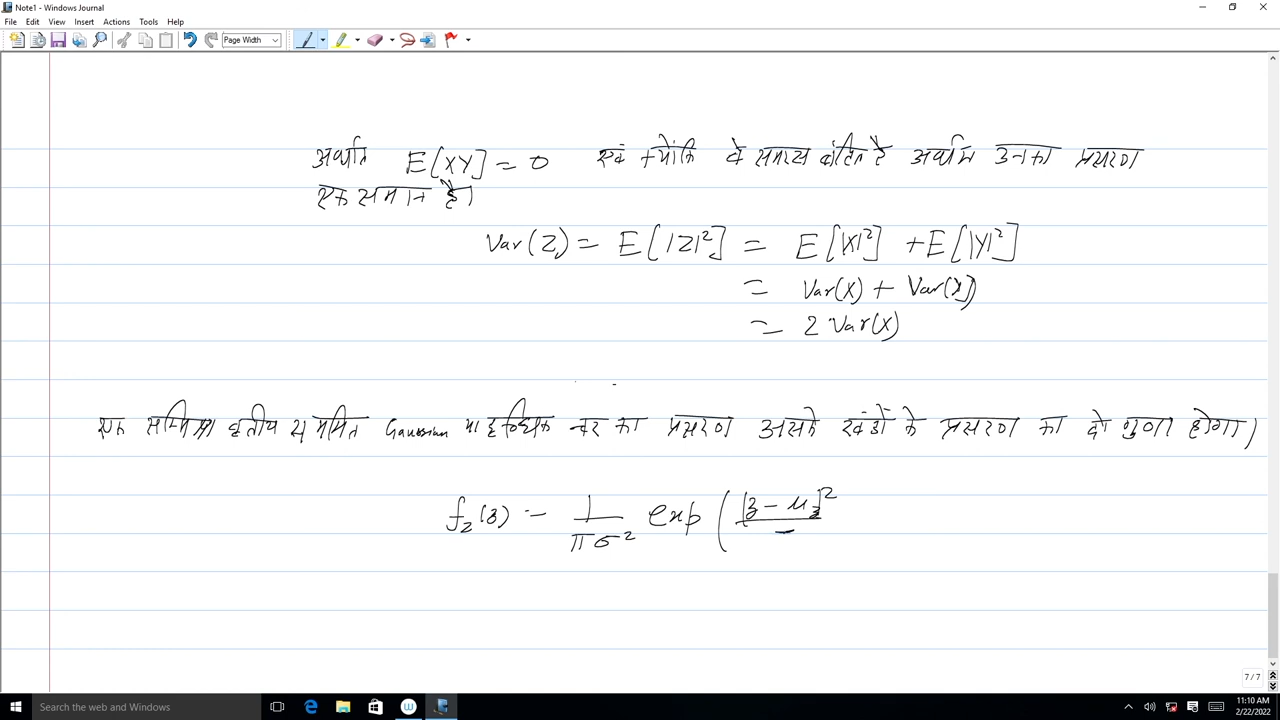 Note1 - Windows Journal
File Edit View Insert Actions Tools Help
Page Width
अर्थात E[XY] = 0 एवं क्योंकि वे समरूप वंटित है अर्थात उनका प्रसरण
एक समान है।
Var(Z) = E[|Z|²] = E[|X|²] + E[|Y|²]
= Var(X) + Var(Y)
= 2 Var(X)
एक सम्मिश्र वृत्तीय सममित Gaussian यादृच्छिक चर का प्रसरण उसके खंडों के प्रसरण का दो गुणा होगा।
f_Z(z) = 1/πσ² exp( |z - μ_z|²
7 / 7
Search the web and Windows
11:10 AM
2/22/2022